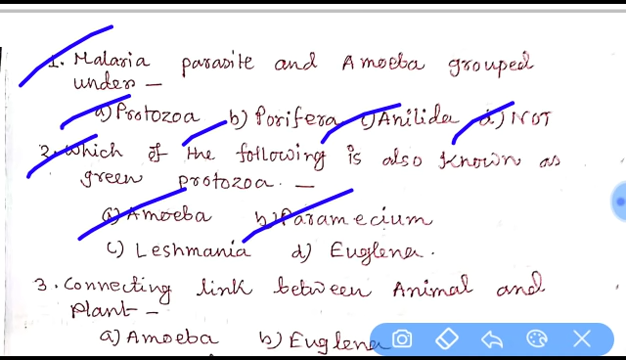 1. Malaria parasite and Amoeba grouped
under -
a) Protozoa b) Porifera c) Anilida d.) NOT
2. Which of the following is also known as
green protozoa. -
a) Amoeba b) Paramecium
c) Leshmania d) Euglena.
3. Connecting link between Animal and
plant -
a) Amoeba b) Euglena